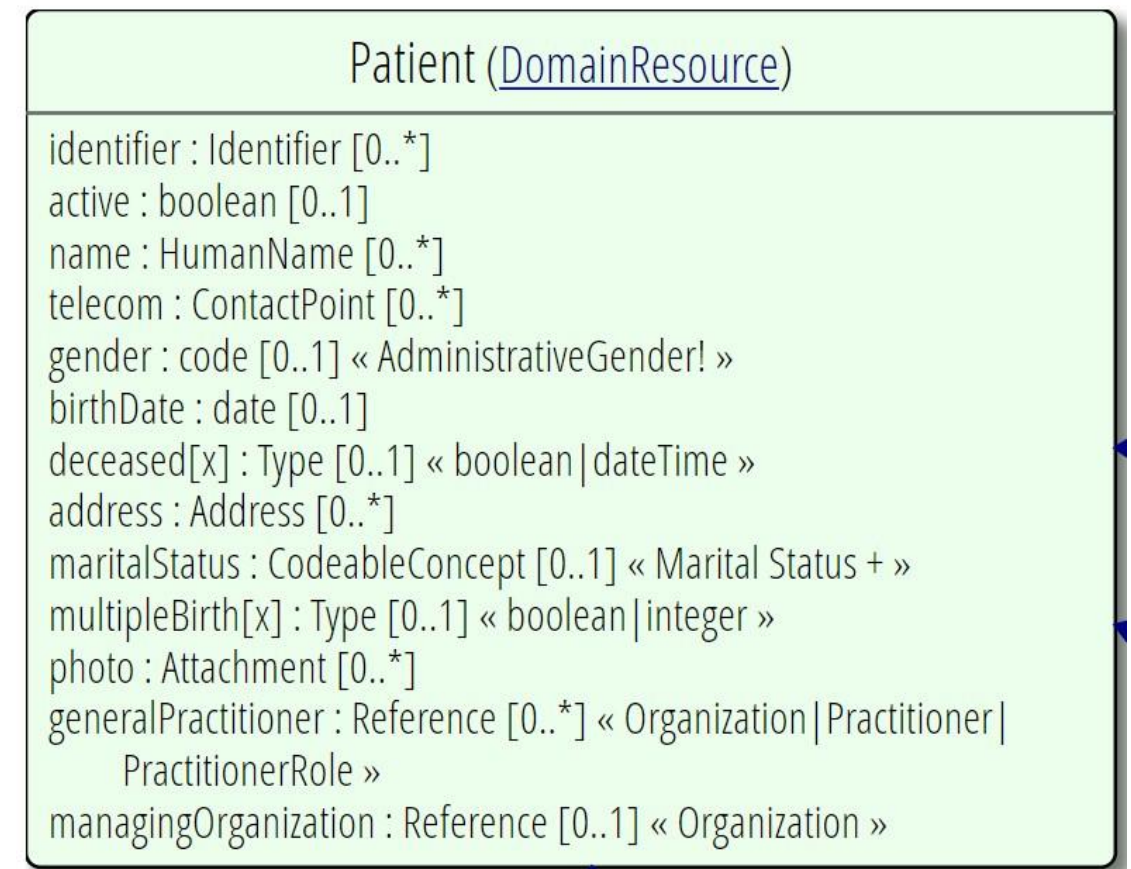 Patient (DomainResource)
identifier : Identifier [0..*]
active : boolean [0..1]
name : HumanName [0..*]
telecom : ContactPoint [0..*]
gender : code [0..1] « AdministrativeGender! »
birthDate : date [0..1]
deceased[x] : Type [0..1] « boolean|dateTime »
address : Address [0..*]
maritalStatus : CodeableConcept [0..1] « Marital Status + »
multipleBirth[x] : Type [0..1] « boolean|integer »
photo : Attachment [0..*]
generalPractitioner : Reference [0..*] « Organization|Practitioner|
PractitionerRole »
managingOrganization : Reference [0..1] « Organization »